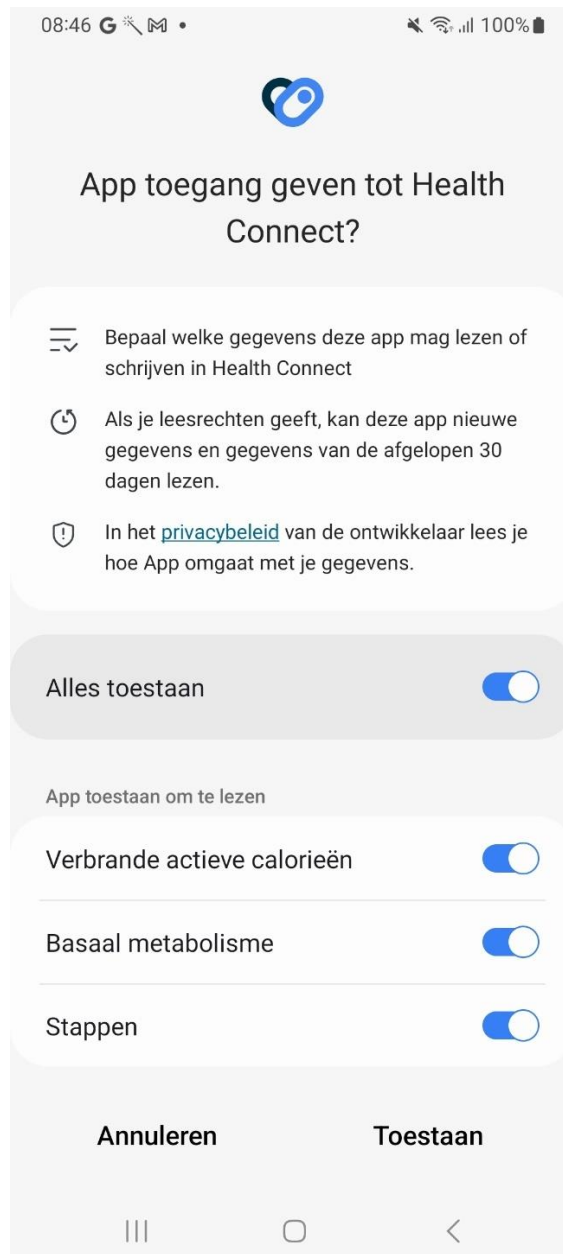 08:46 G M •
100%
App toegang geven tot Health
Connect?
Bepaal welke gegevens deze app mag lezen of
schrijven in Health Connect
Als je leesrechten geeft, kan deze app nieuwe
gegevens en gegevens van de afgelopen 30
dagen lezen.
In het privacybeleid van de ontwikkelaar lees je
hoe App omgaat met je gegevens.
Alles toestaan
App toestaan om te lezen
Verbrande actieve calorieën
Basaal metabolisme
Stappen
Annuleren
Toestaan